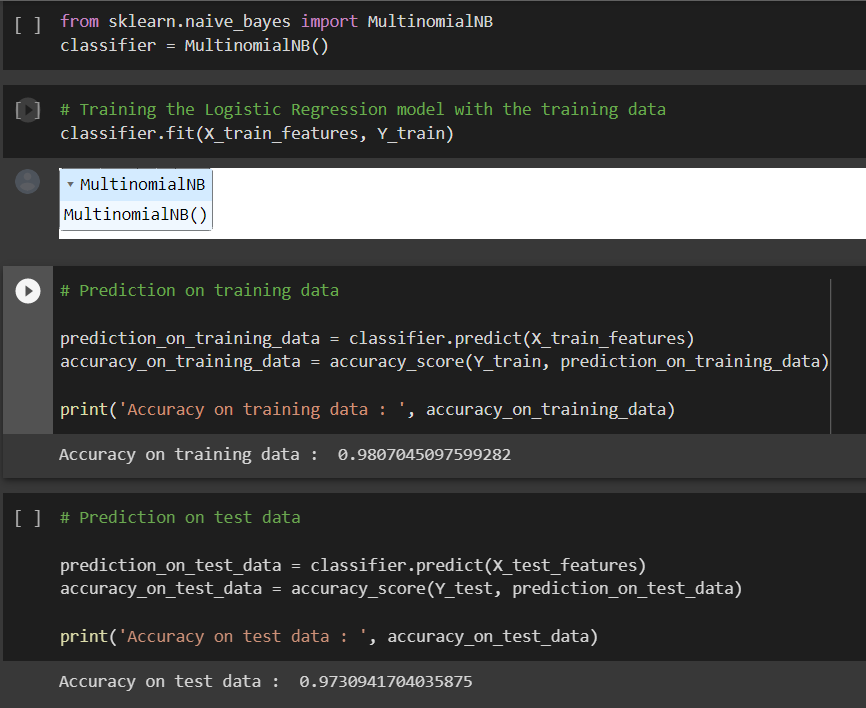 [ ] from sklearn.naive_bayes import MultinomialNB
classifier = MultinomialNB()
[ ] # Training the Logistic Regression model with the training data
classifier.fit(X_train_features, Y_train)
▾ MultinomialNB
MultinomialNB()
# Prediction on training data
prediction_on_training_data = classifier.predict(X_train_features)
accuracy_on_training_data = accuracy_score(Y_train, prediction_on_training_data)
print('Accuracy on training data : ', accuracy_on_training_data)
Accuracy on training data :  0.9807045097599282
[ ] # Prediction on test data
prediction_on_test_data = classifier.predict(X_test_features)
accuracy_on_test_data = accuracy_score(Y_test, prediction_on_test_data)
print('Accuracy on test data : ', accuracy_on_test_data)
Accuracy on test data :  0.9730941704035875